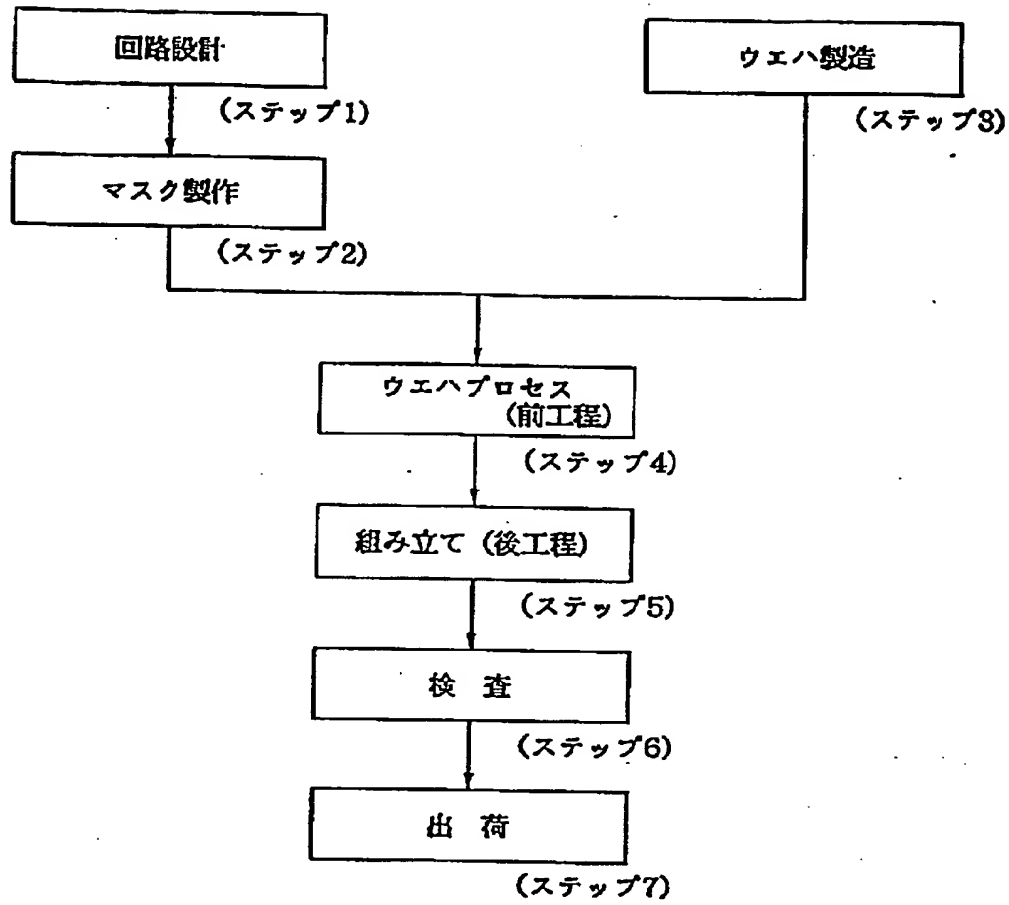 回路設計
(ステップ1)
マスク製作
(ステップ2)
ウエハ製造
(ステップ3)
ウエハプロセス
(前工程)
(ステップ4)
組み立て (後工程)
(ステップ5)
検 査
(ステップ6)
出 荷
(ステップ7)